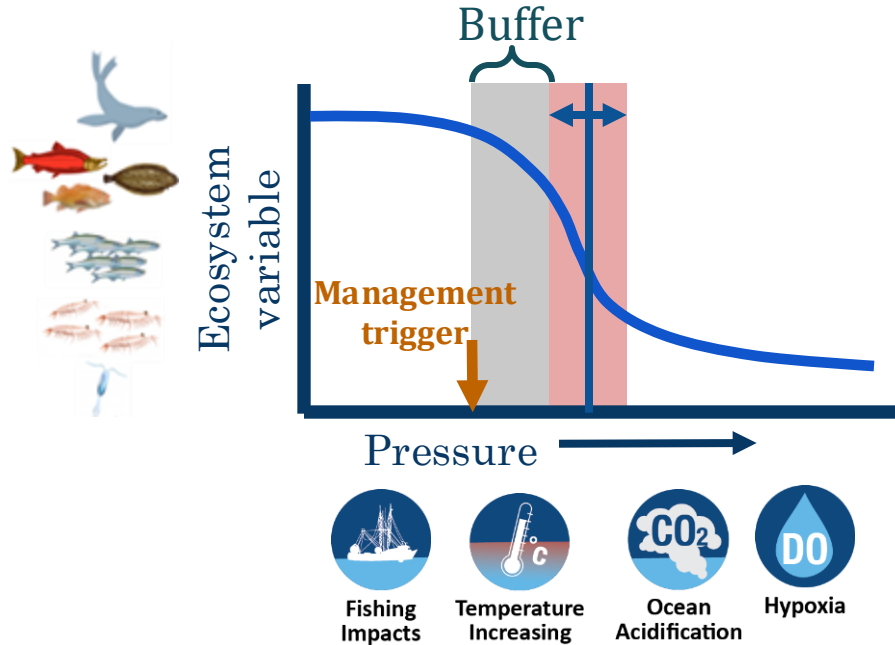 Buffer
Ecosystem
variable
Management
trigger
Pressure
°c
CO2
DO
Fishing
Impacts
Temperature
Increasing
Ocean
Acidification
Hypoxia